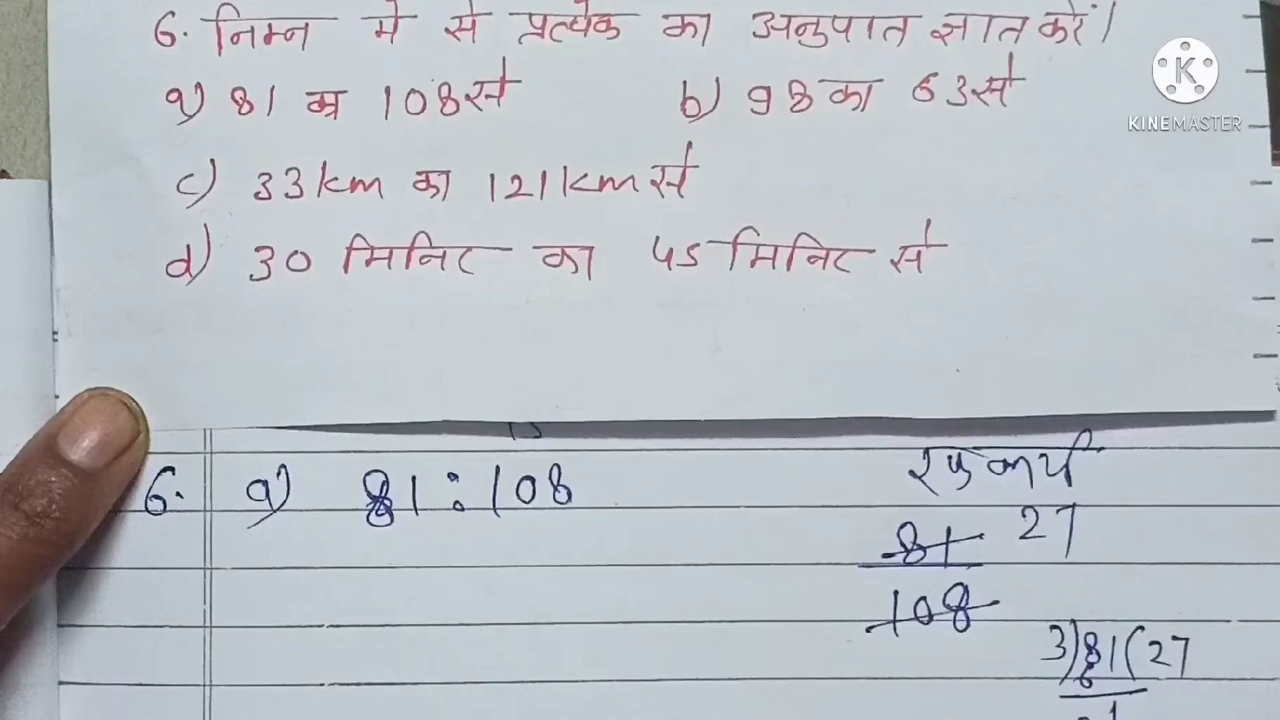 6. निम्न मे से प्रत्येक का अनुपात ज्ञात करें।
a) 81 का 108 से b) 98 का 63 से
c) 33 km का 121 km से
d) 30 मिनिट का 45 मिनिट से
K
KINEMASTER
6. a) 81 : 108
रफ कार्य
81 27
108
3)81(27
6